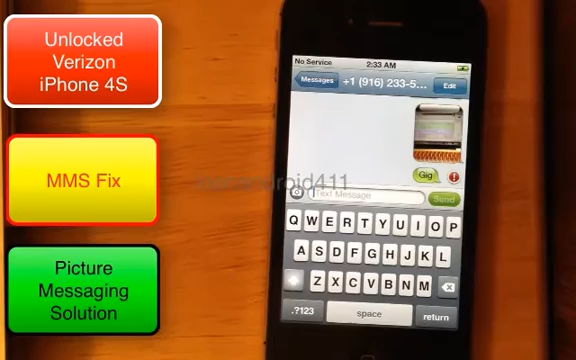 Unlocked
Verizon
iPhone 4S
MMS Fix
Picture
Messaging
Solution
No Service
2:33 AM
Messages
+1 (916) 233-5...
Edit
Gig
!
Text Message
Send
Q W E R T Y U I O P
A S D F G H J K L
Z X C V B N M
.?123
space
return